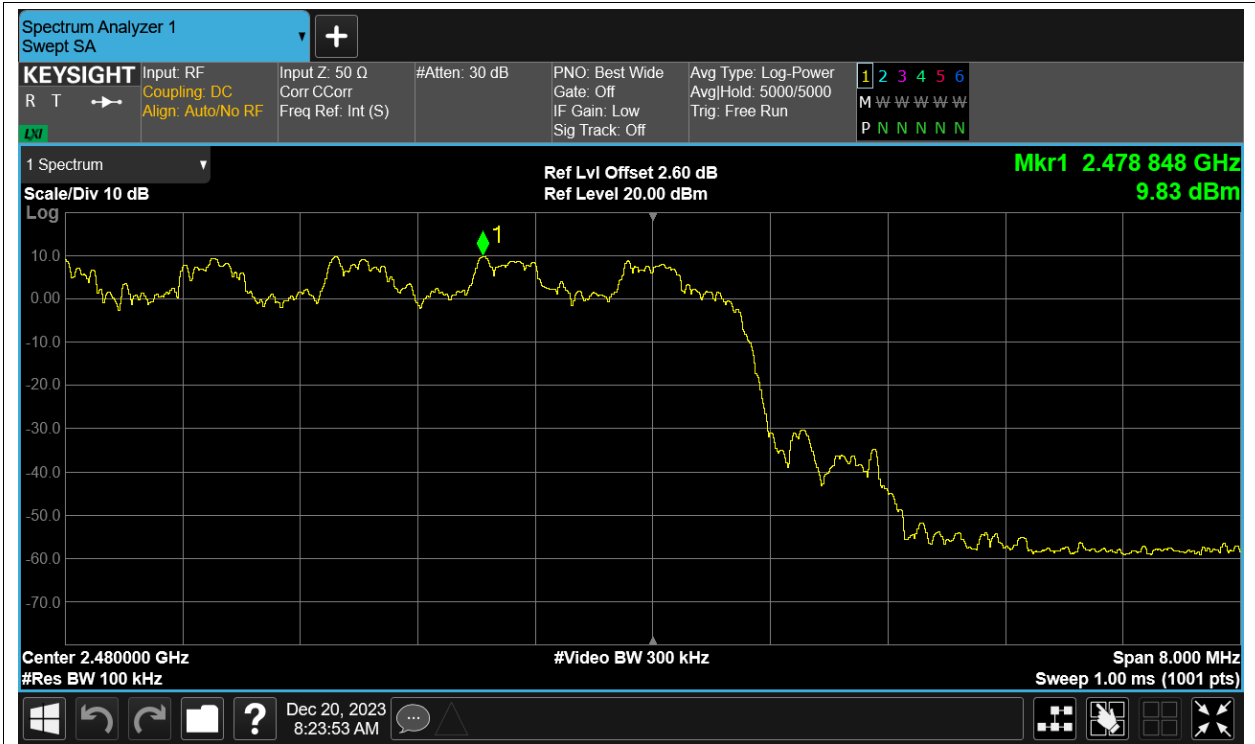 Spectrum Analyzer 1
Swept SA
+
KEYSIGHT
R T
LXI
Input: RF
Coupling: DC
Align: Auto/No RF
Input Z: 50 Ω
Corr CCorr
Freq Ref: Int (S)
#Atten: 30 dB
PNO: Best Wide
Gate: Off
IF Gain: Low
Sig Track: Off
Avg Type: Log-Power
Avg|Hold: 5000/5000
Trig: Free Run
1 2 3 4 5 6
M W W W W W
P N N N N N
1 Spectrum
Scale/Div 10 dB
Log
Ref Lvl Offset 2.60 dB
Ref Level 20.00 dBm
Mkr1 2.478 848 GHz
9.83 dBm
1
10.0
0.00
-10.0
-20.0
-30.0
-40.0
-50.0
-60.0
-70.0
Center 2.480000 GHz
#Res BW 100 kHz
#Video BW 300 kHz
Span 8.000 MHz
Sweep 1.00 ms (1001 pts)
?
Dec 20, 2023
8:23:53 AM